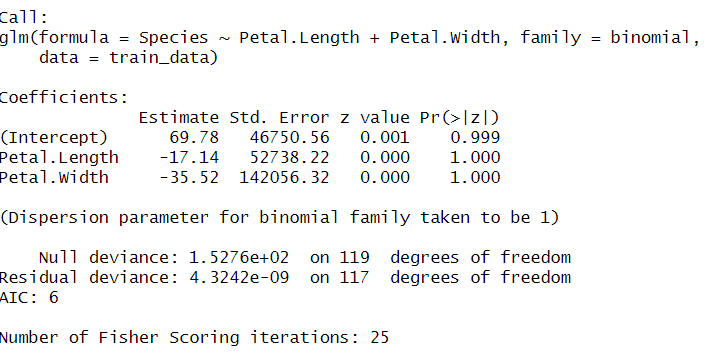 Call:
glm(formula = Species ~ Petal.Length + Petal.Width, family = binomial,
    data = train_data)
Coefficients:
              Estimate Std. Error z value Pr(>|z|)
(Intercept)      69.78   46750.56   0.001    0.999
Petal.Length    -17.14   52738.22   0.000    1.000
Petal.Width     -35.52  142056.32   0.000    1.000
(Dispersion parameter for binomial family taken to be 1)
    Null deviance: 1.5276e+02  on 119  degrees of freedom
Residual deviance: 4.3242e-09  on 117  degrees of freedom
AIC: 6
Number of Fisher Scoring iterations: 25